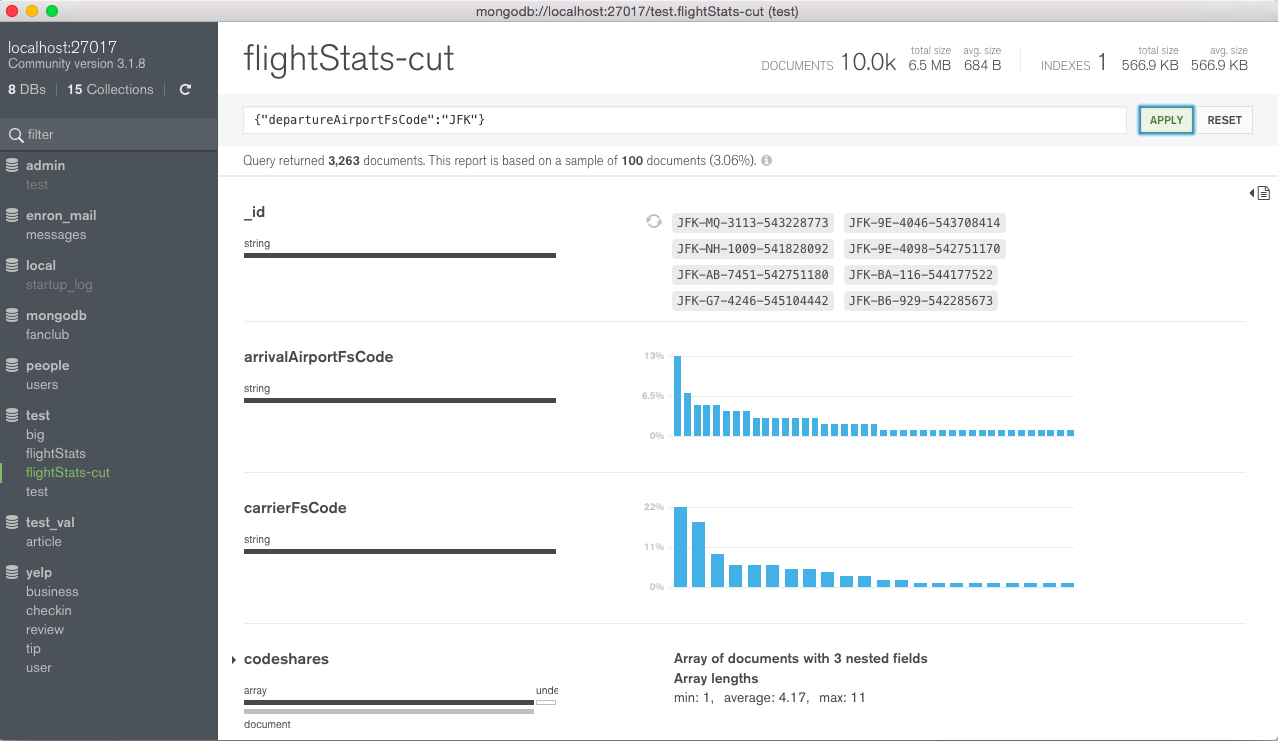 mongodb://localhost:27017/test.flightStats-cut (test)
localhost:27017
Community version 3.1.8
8 DBs
15 Collections
filter
admin
test
enron_mail
messages
local
startup_log
mongodb
fanclub
people
users
test
big
flightStats
flightStats-cut
test
test_val
article
yelp
business
checkin
review
tip
user
flightStats-cut
DOCUMENTS 10.0k
total size
6.5 MB
avg. size
684 B
INDEXES 1
total size
566.9 KB
avg. size
566.9 KB
{"departureAirportFsCode":"JFK"}
APPLY
RESET
Query returned 3,263 documents. This report is based on a sample of 100 documents (3.06%).
_id
string
JFK-MQ-3113-543228773
JFK-9E-4046-543708414
JFK-NH-1009-541828092
JFK-9E-4098-542751170
JFK-AB-7451-542751180
JFK-BA-116-544177522
JFK-G7-4246-545104442
JFK-B6-929-542285673
arrivalAirportFsCode
string
13%
6.5%
0%
carrierFsCode
string
22%
11%
0%
codeshares
array
unde
document
Array of documents with 3 nested fields
Array lengths
min: 1, average: 4.17, max: 11